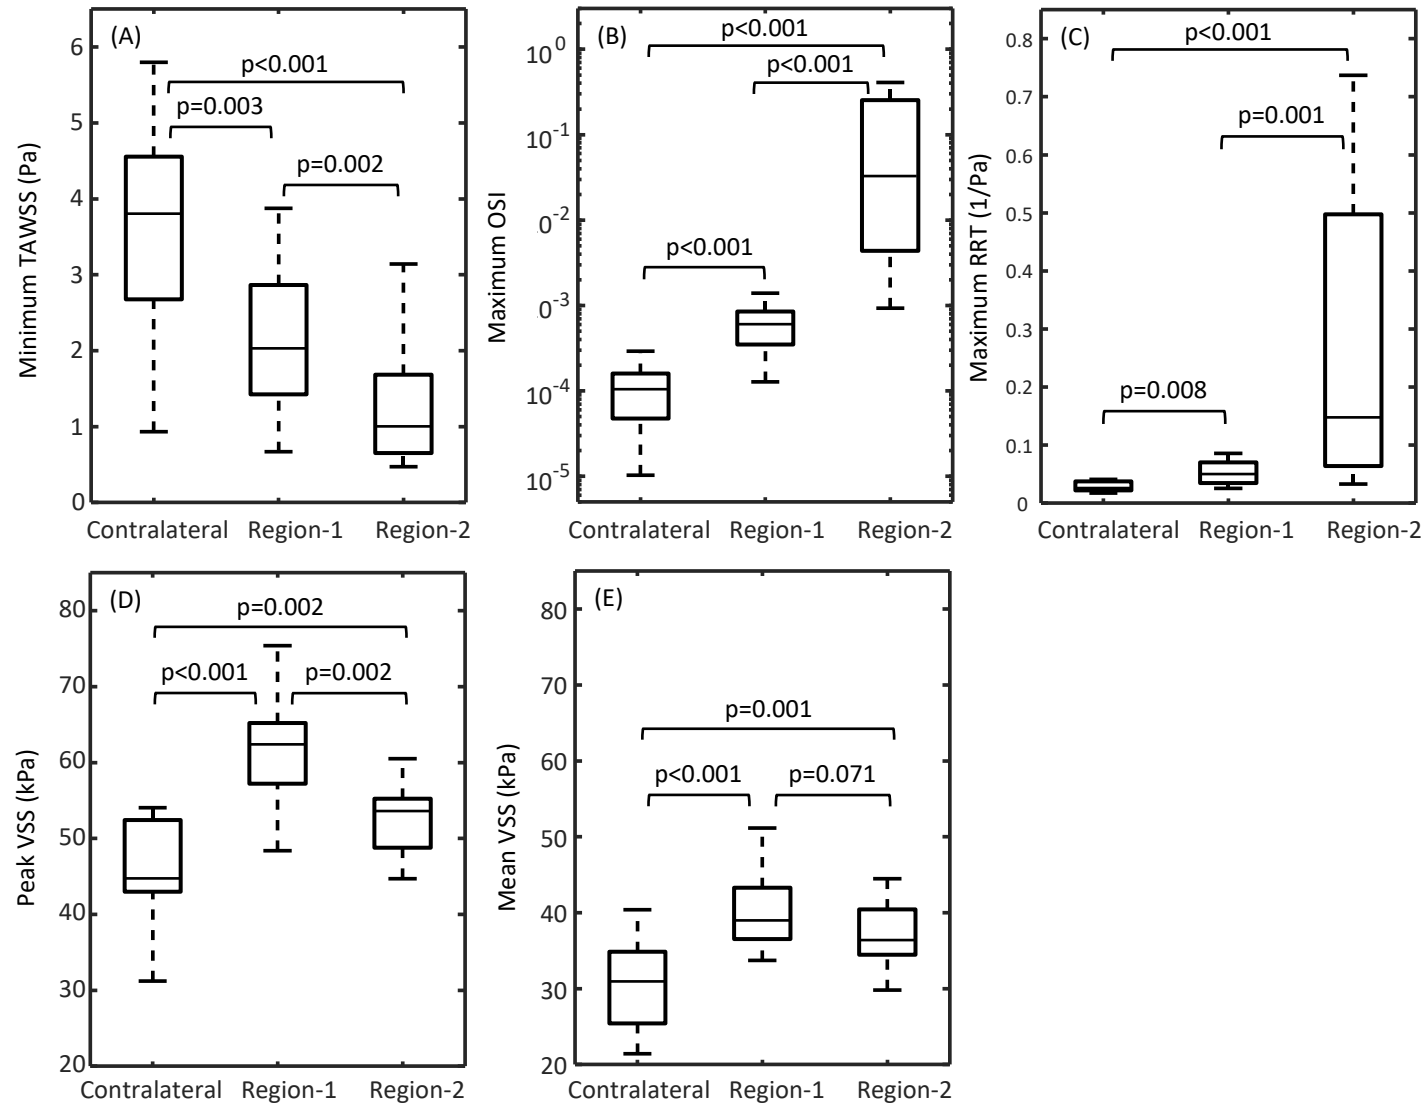 (A)
p<0.001
p=0.003
p=0.002
Minimum TAWSS (Pa)
6
5
4
3
2
1
0
Contralateral Region-1 Region-2
(B)
p<0.001
p<0.001
p<0.001
Maximum OSI
10^0
10^-1
0^-2
0^-3
10^-4
10^-5
Contralateral Region-1 Region-2
(C)
p<0.001
p=0.001
p=0.008
Maximum RRT (1/Pa)
0.8
0.7
0.6
0.5
0.4
0.3
0.2
0.1
0
Contralateral Region-1 Region-2
(D)
p=0.002
p<0.001 p=0.002
Peak VSS (kPa)
80
70
60
50
40
30
20
Contralateral Region-1 Region-2
(E)
p=0.001
p<0.001 p=0.071
Mean VSS (kPa)
80
70
60
50
40
30
20
Contralateral Region-1 Region-2